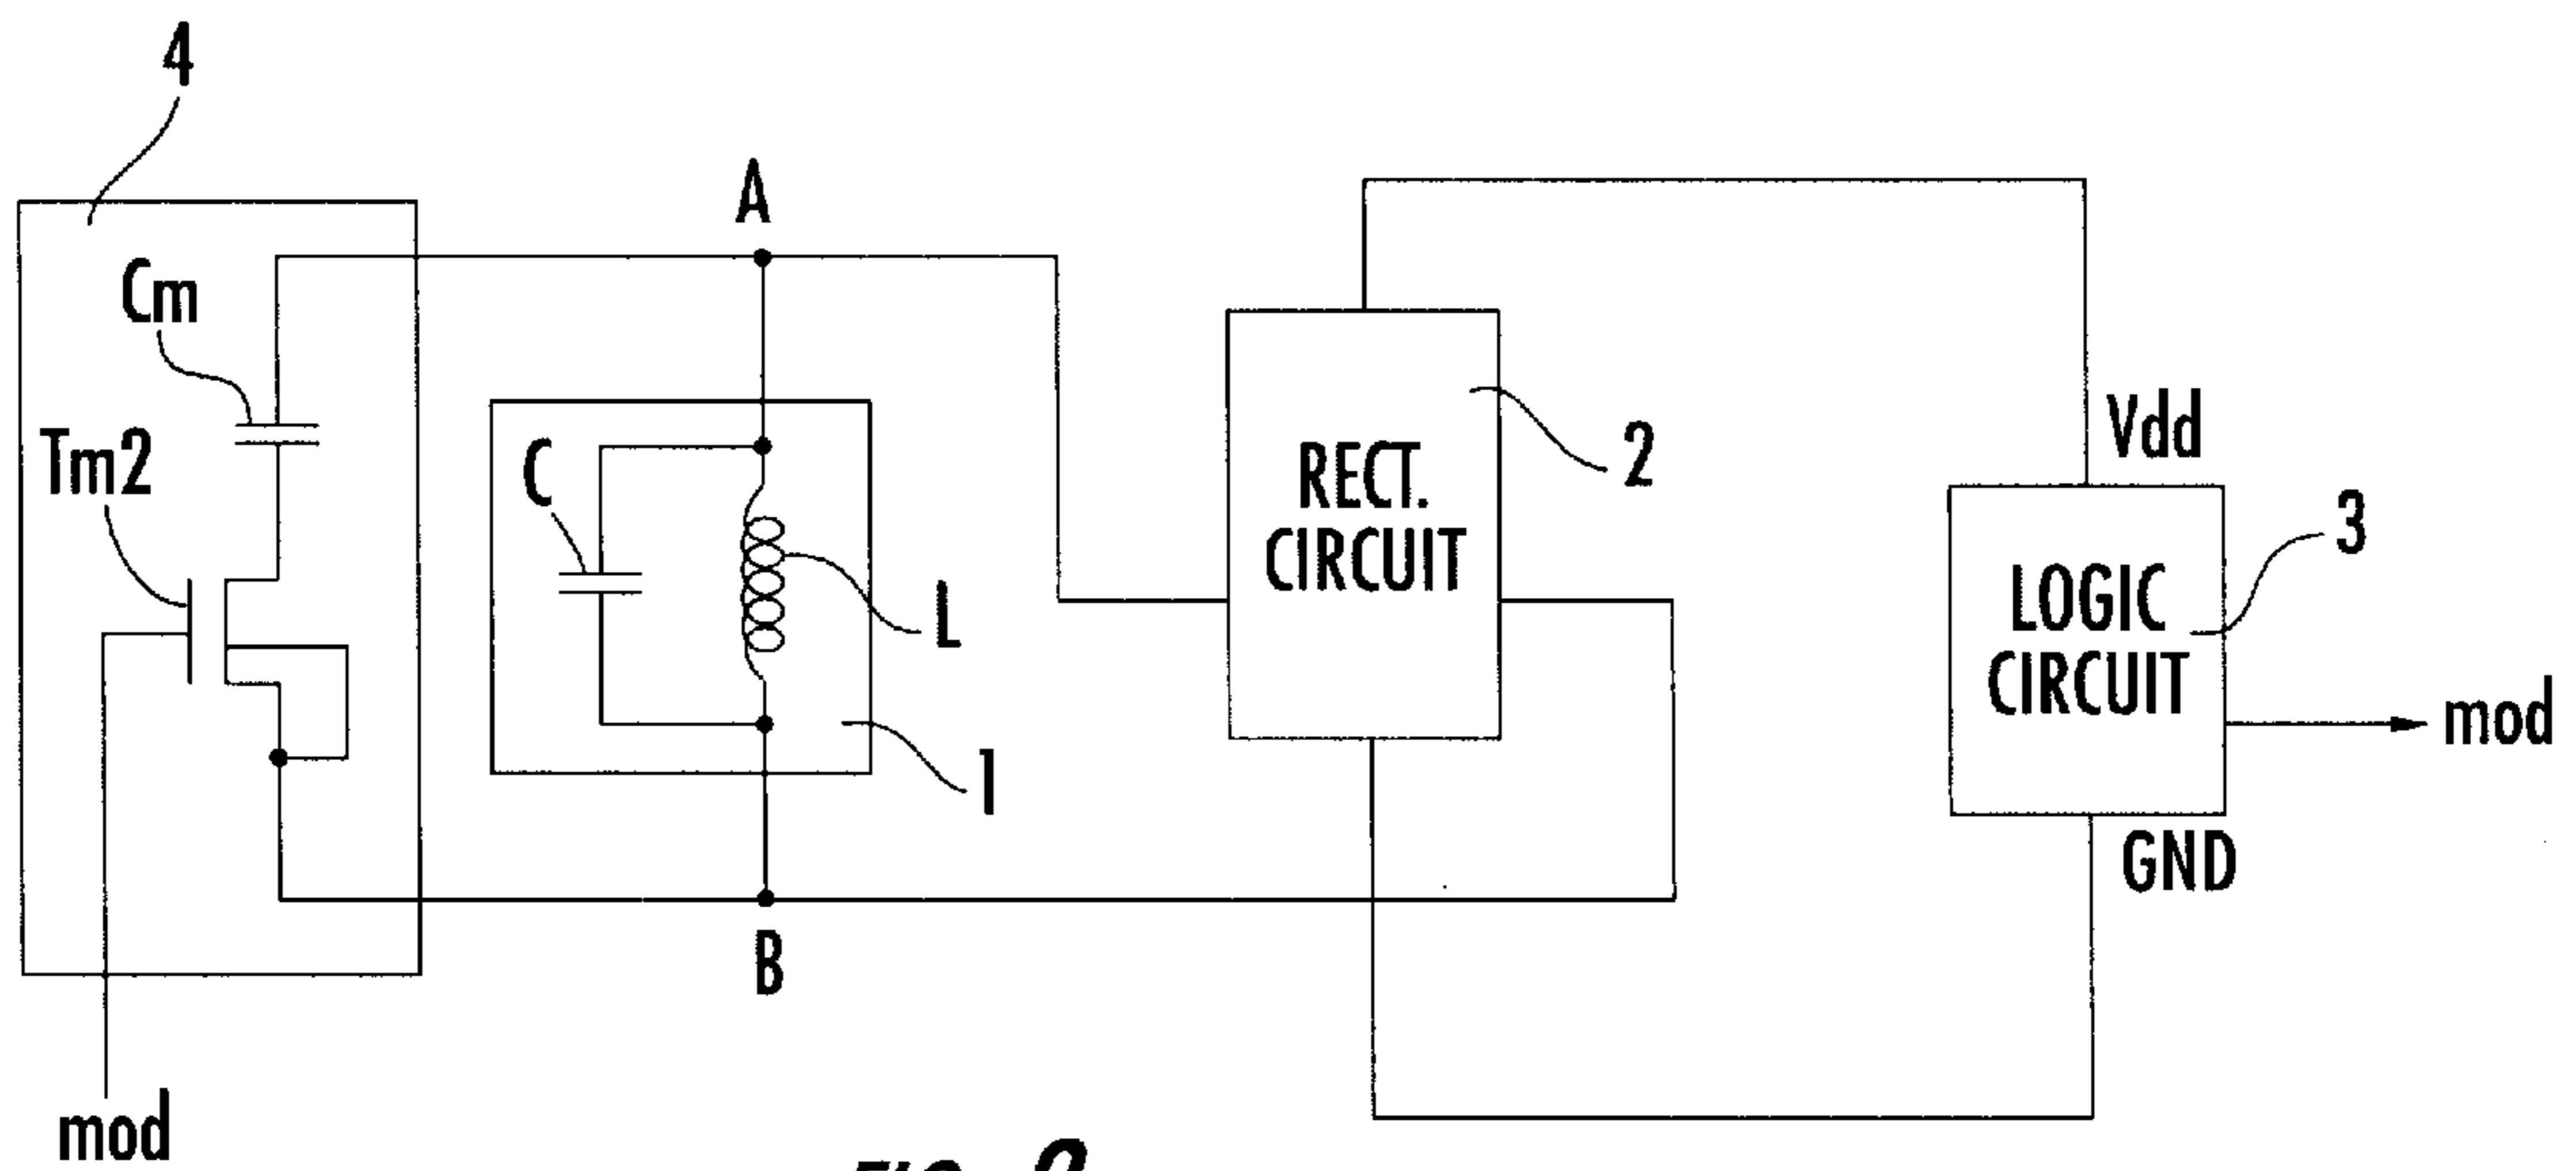 4
A
Cm
Tm2
C
L
1
B
mod
RECT.
CIRCUIT
2
Vdd
LOGIC
CIRCUIT
3
mod
GND